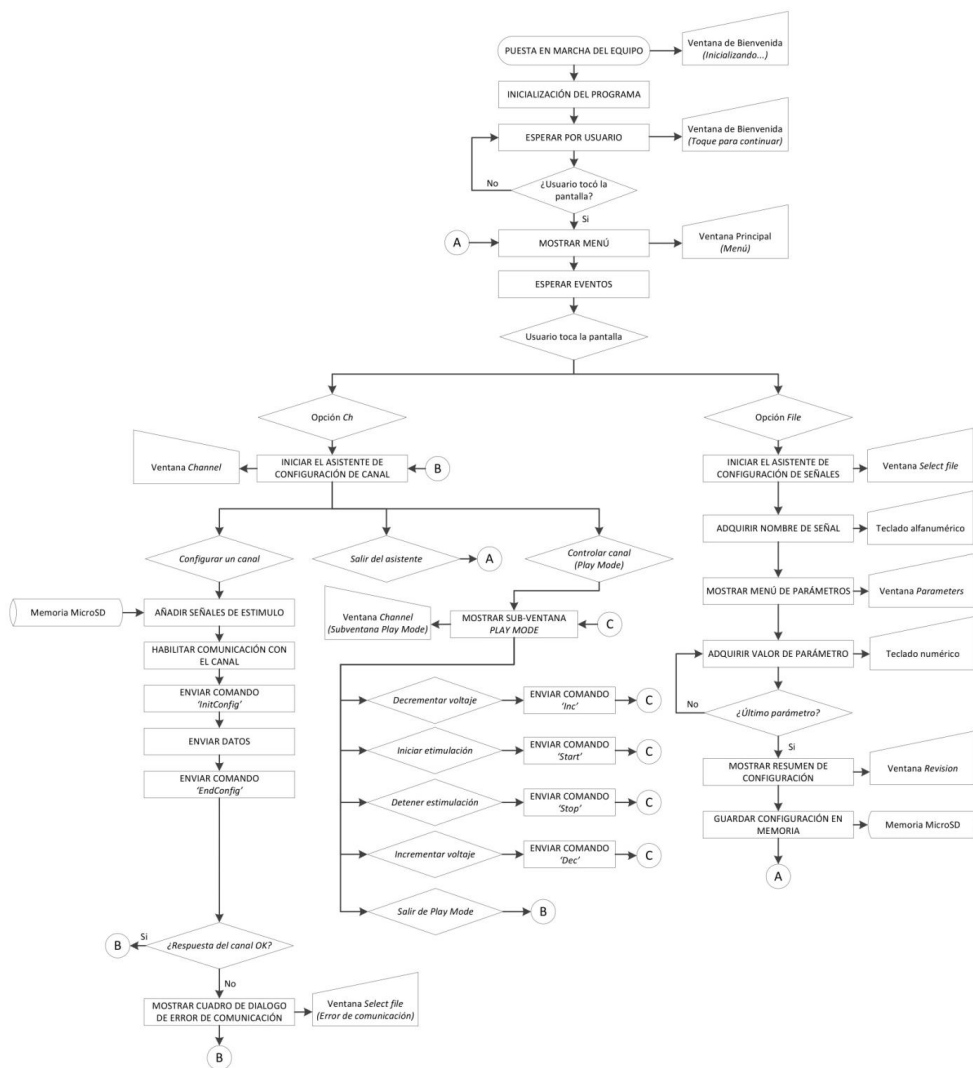 PUESTA EN MARCHA DEL EQUIPO
Ventana de Bienvenida
(Inicializando...)
INICIALIZACIÓN DEL PROGRAMA
ESPERAR POR USUARIO
Ventana de Bienvenida
(Toque para continuar)
No
¿Usuario tocó la
pantalla?
Si
A
MOSTRAR MENÚ
Ventana Principal
(Menú)
ESPERAR EVENTOS
Usuario toca la pantalla
Opción Ch
Opción File
Ventana Channel
INICIAR EL ASISTENTE DE
CONFIGURACIÓN DE CANAL
B
INICIAR EL ASISTENTE DE
CONFIGURACIÓN DE SEÑALES
Ventana Select file
ADQUIRIR NOMBRE DE SEÑAL
Teclado alfanumérico
Configurar un canal
Salir del asistente
A
Controlar canal
(Play Mode)
MOSTRAR MENÚ DE PARÁMETROS
Ventana Parameters
Memoria MicroSD
AÑADIR SEÑALES DE ESTIMULO
Ventana Channel
(Subventana Play Mode)
MOSTRAR SUB-VENTANA
PLAY MODE
C
HABILITAR COMUNICACIÓN CON
EL CANAL
ADQUIRIR VALOR DE PARÁMETRO
Teclado numérico
ENVIAR COMANDO
'InitConfig'
Decrementar voltaje
ENVIAR COMANDO
'Inc'
C
No
¿Último parámetro?
Si
ENVIAR DATOS
Iniciar etimulación
ENVIAR COMANDO
'Start'
C
ENVIAR COMANDO
'EndConfig'
MOSTRAR RESUMEN DE
CONFIGURACIÓN
Ventana Revision
Detener estimulación
ENVIAR COMANDO
'Stop'
C
GUARDAR CONFIGURACIÓN EN
MEMORIA
Memoria MicroSD
Incrementar voltaje
ENVIAR COMANDO
'Dec'
C
A
Salir de Play Mode
B
B
Si
¿Respuesta del canal OK?
No
MOSTRAR CUADRO DE DIALOGO
DE ERROR DE COMUNICACIÓN
Ventana Select file
(Error de comunicación)
B